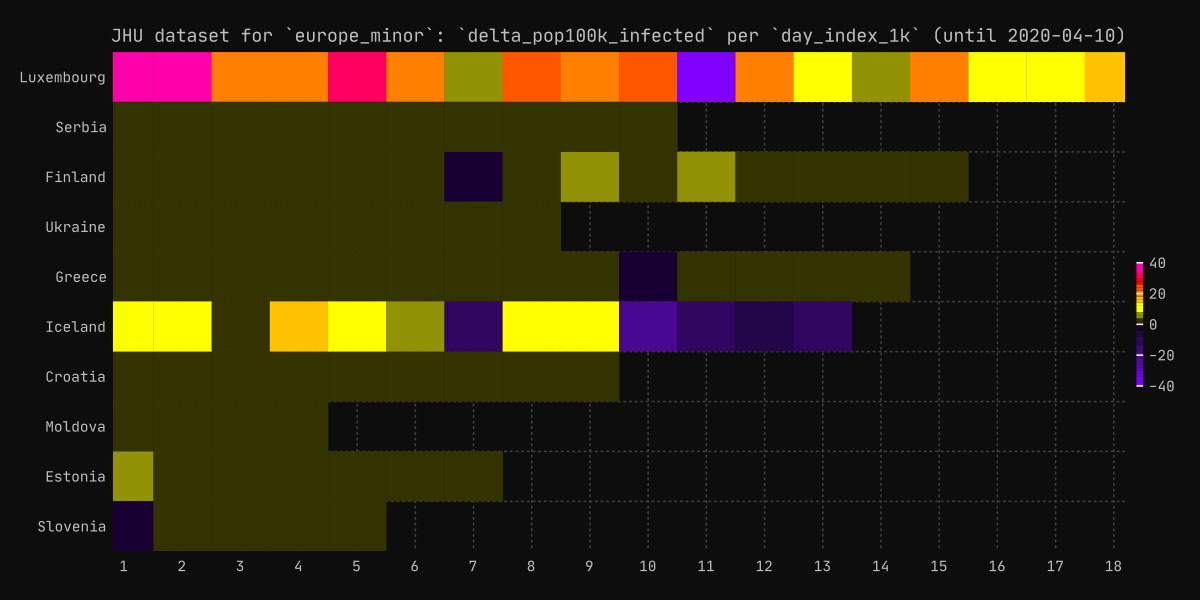 JHU dataset for `europe_minor`: `delta_pop100k_infected` per `day_index_1k` (until 2020-04-10)
Luxembourg
Serbia
Finland
Ukraine
Greece
Iceland
Croatia
Moldova
Estonia
Slovenia
1 2 3 4 5 6 7 8 9 10 11 12 13 14 15 16 17 18
40
20
0
−20
−40